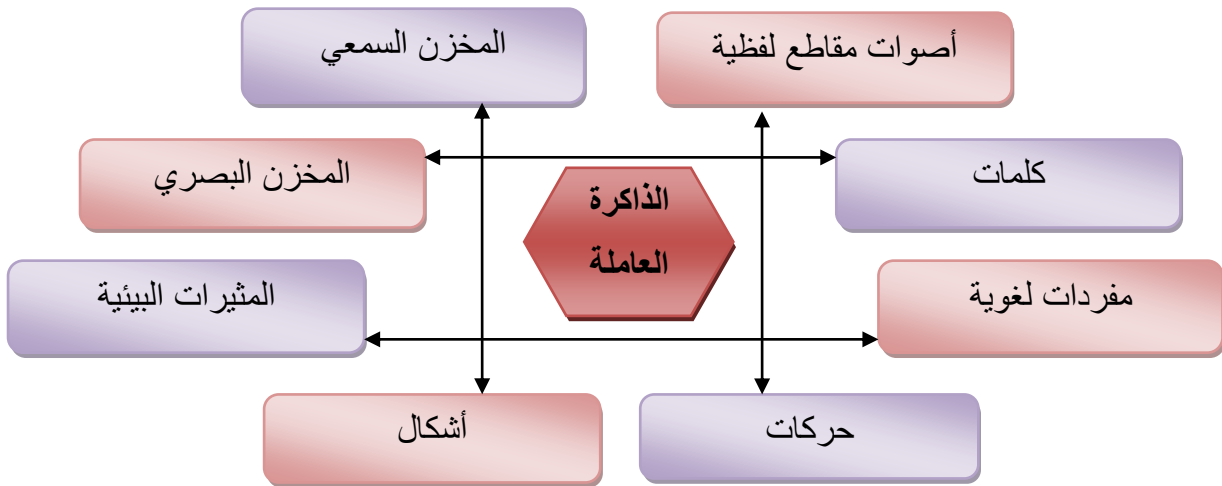 أصوات مقاطع لفظية
المخزن السمعي
كلمات
المخزن البصري
الذاكرة
العاملة
مفردات لغوية
المثيرات البيئية
حركات
أشكال